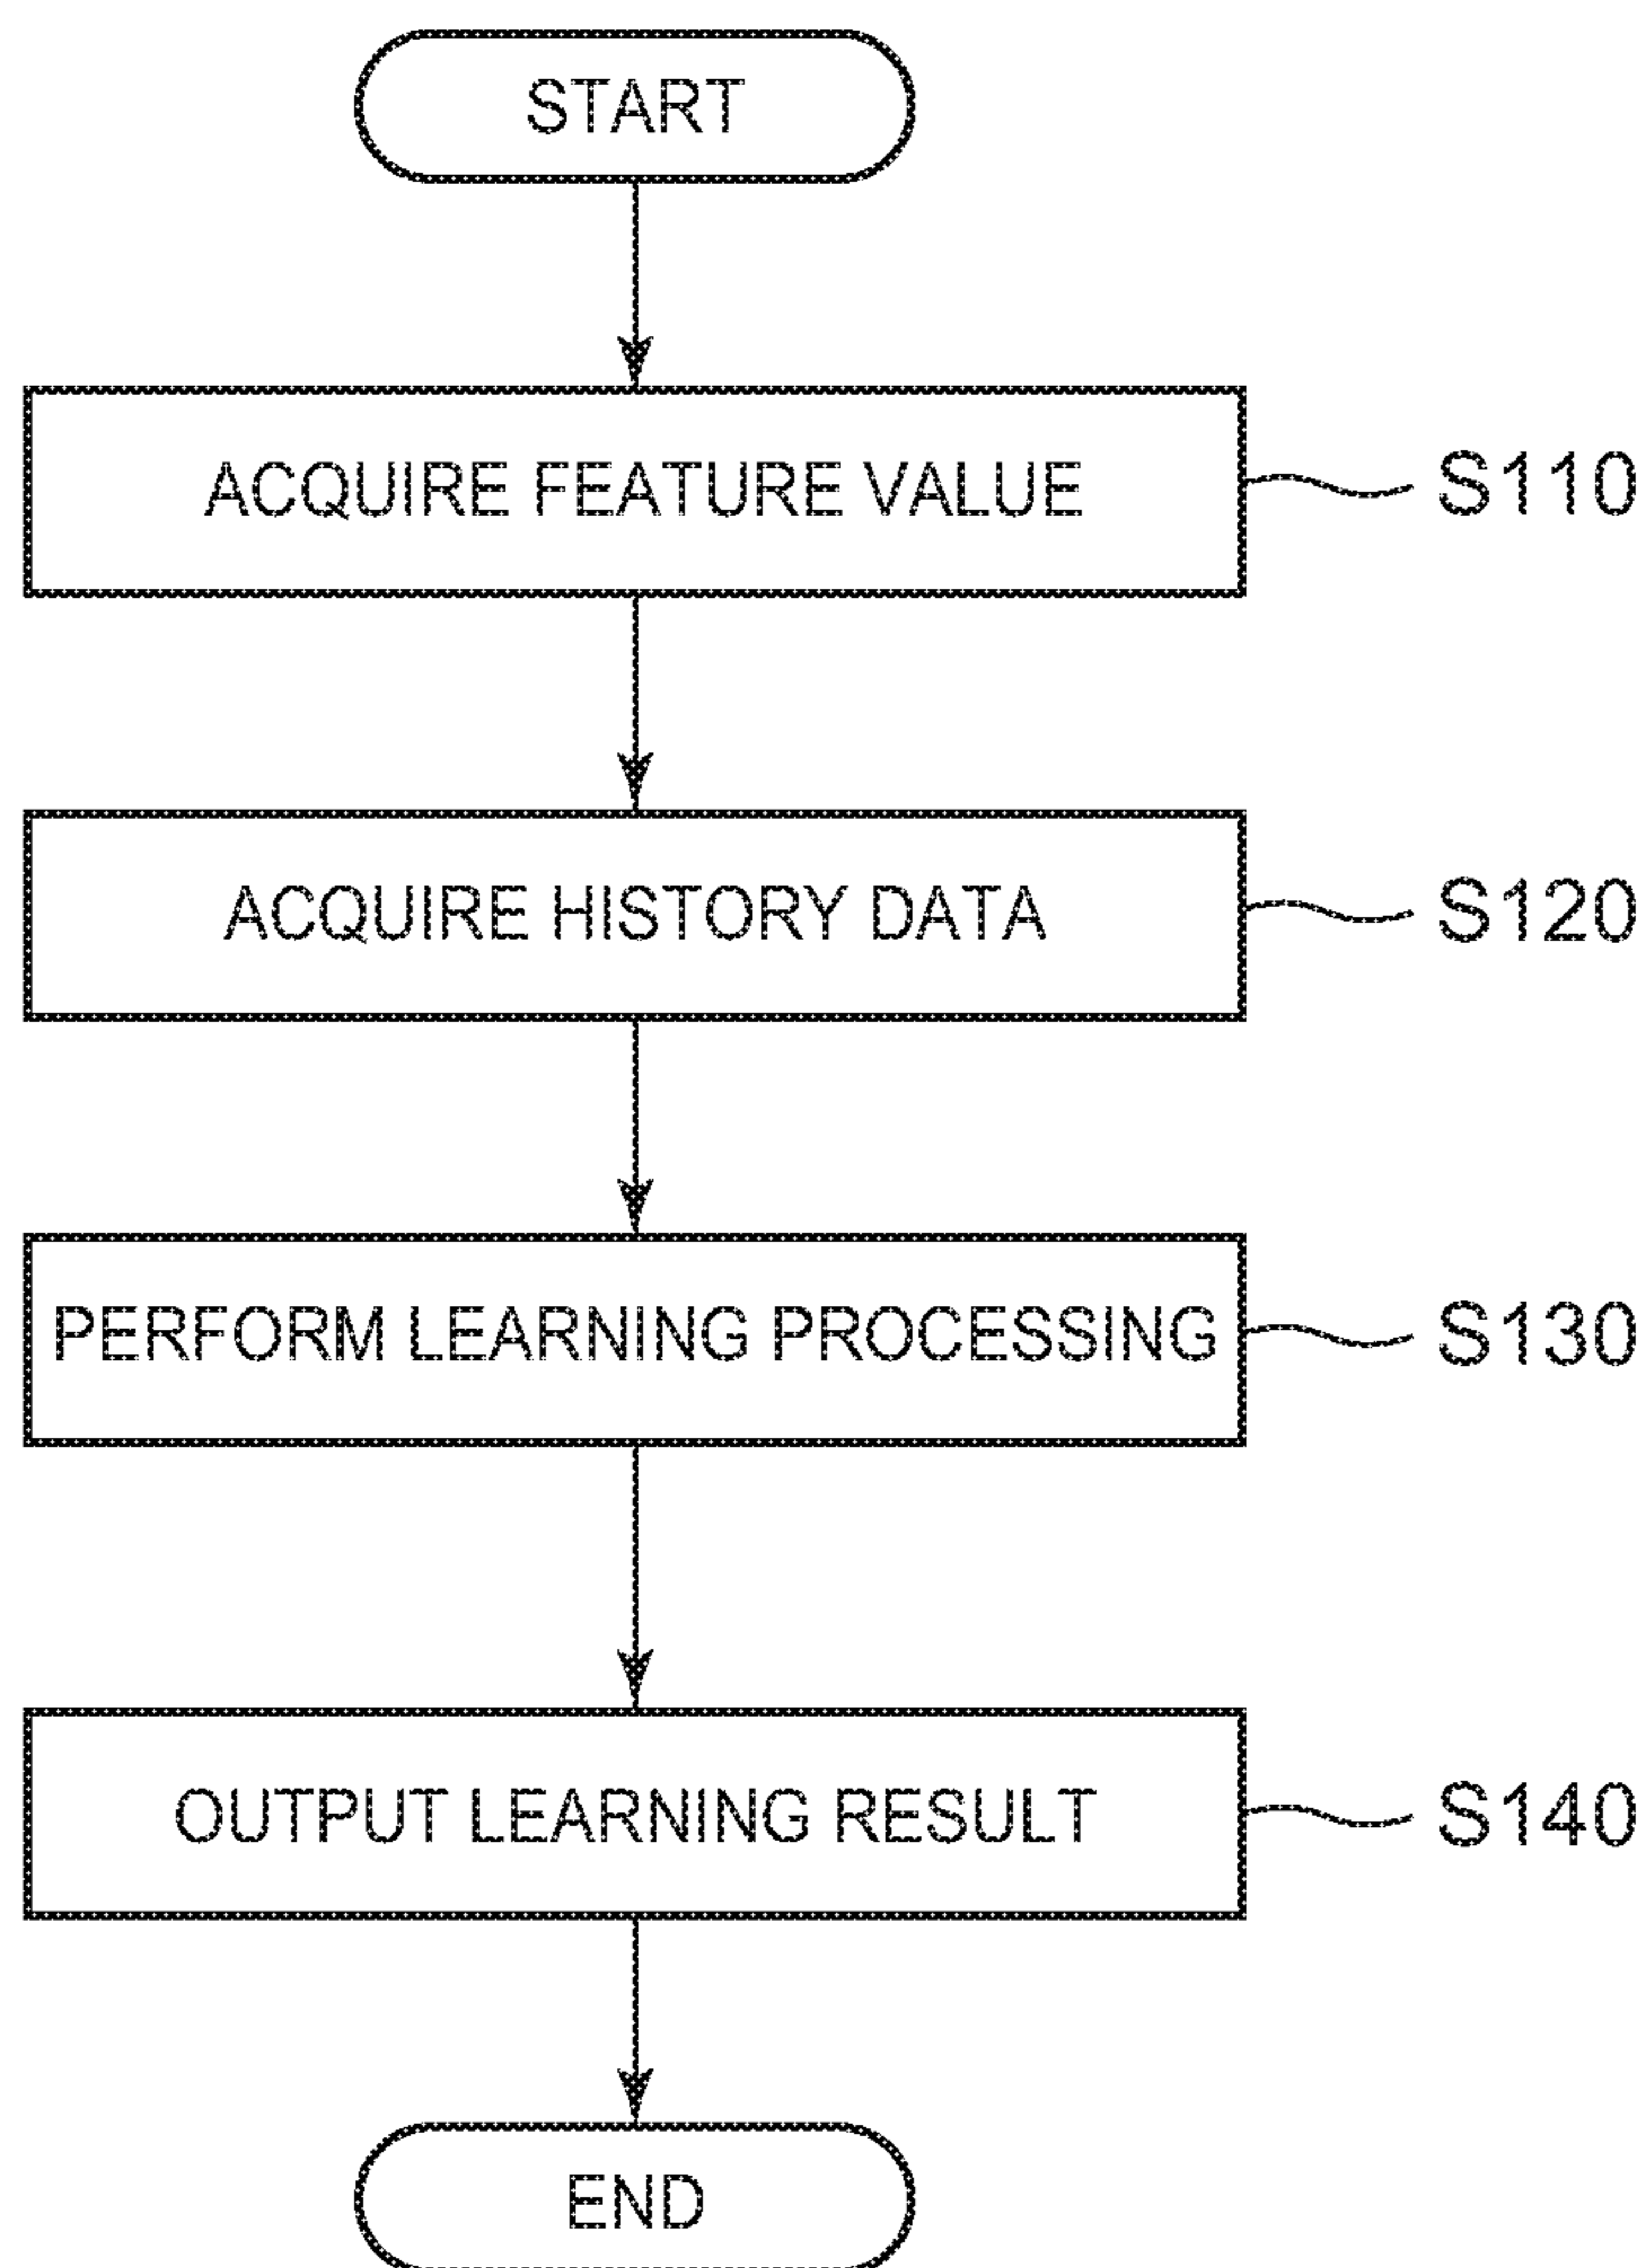 START
ACQUIRE FEATURE VALUE S110
ACQUIRE HISTORY DATA S120
PERFORM LEARNING PROCESSING S130
OUTPUT LEARNING RESULT S140
END